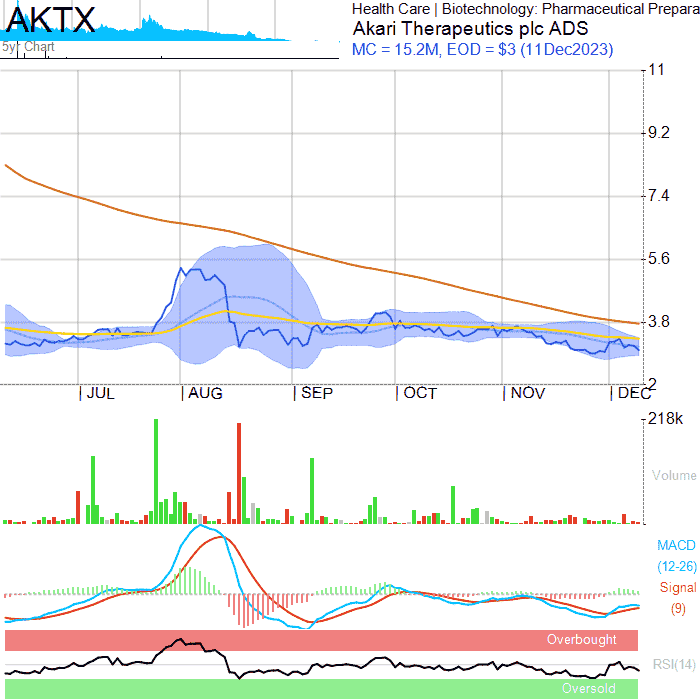 AKTX
5yr Chart
Health Care | Biotechnology: Pharmaceutical Prepara
Akari Therapeutics plc ADS
MC = 15.2M, EOD = $3 (11Dec2023)
11
9.2
7.4
5.6
3.8
2
JUL AUG SEP OCT NOV DEC
218k
Volume
MACD
(12-26)
Signal
(9)
Overbought
RSI(14)
Oversold